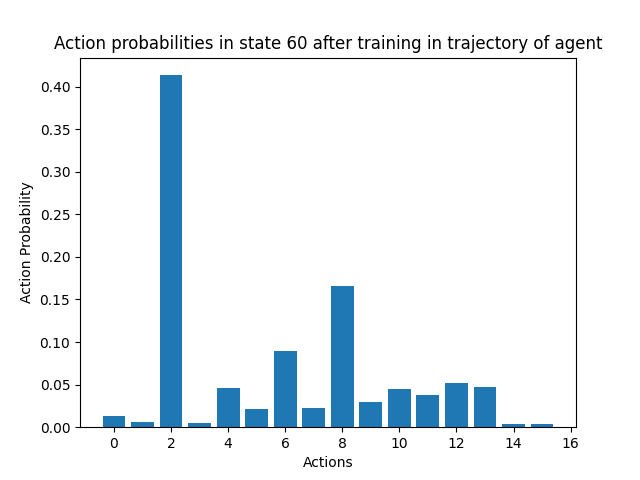 Action probabilities in state 60 after training in trajectory of agent
0.40
0.35
0.30
0.25
0.20
0.15
0.10
0.05
0.00
Action Probability
0 2 4 6 8 10 12 14 16
Actions